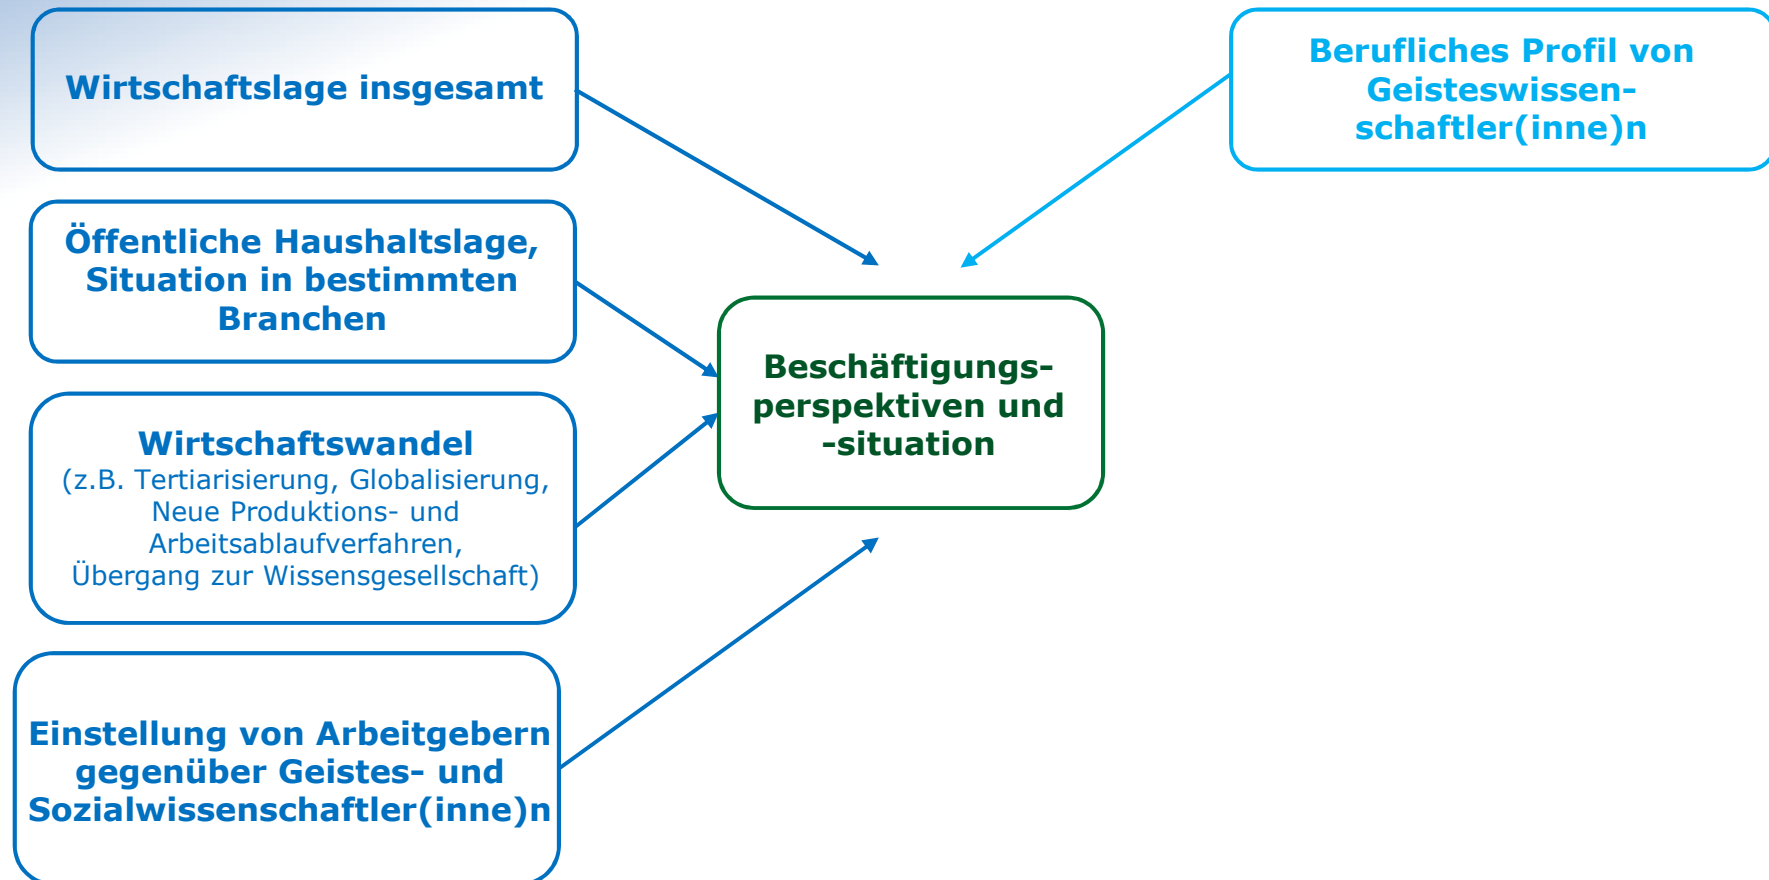 Wirtschaftslage insgesamt
Öffentliche Haushaltslage,
Situation in bestimmten
Branchen
Wirtschaftswandel
(z.B. Tertiarisierung, Globalisierung,
Neue Produktions- und
Arbeitsablaufverfahren,
Übergang zur Wissensgesellschaft)
Einstellung von Arbeitgebern
gegenüber Geistes- und
Sozialwissenschaftler(inne)n
Beschäftigungs-
perspektiven und
-situation
Berufliches Profil von
Geisteswissen-
schaftler(inne)n